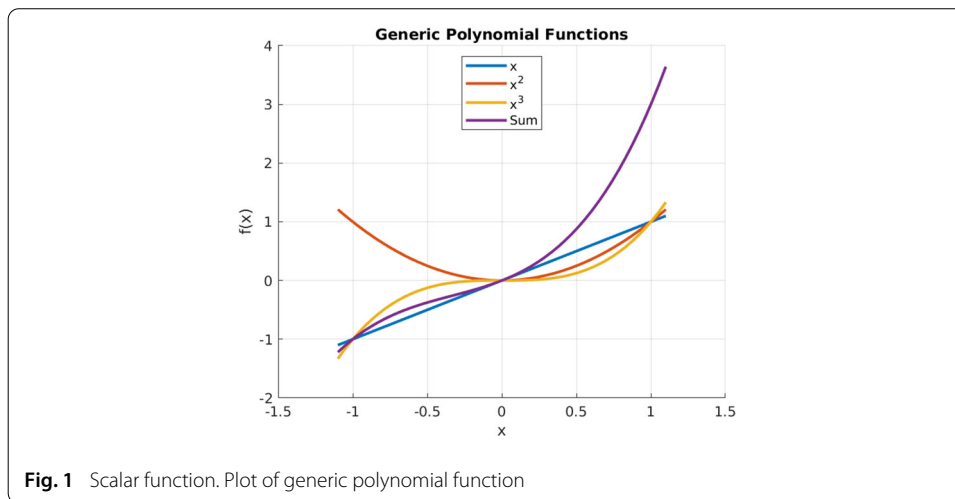 Generic Polynomial Functions
x
x²
x³
Sum
4
3
2
1
0
-1
-2
f(x)
-1.5 -1 -0.5 0 0.5 1 1.5
x
Fig. 1 Scalar function. Plot of generic polynomial function